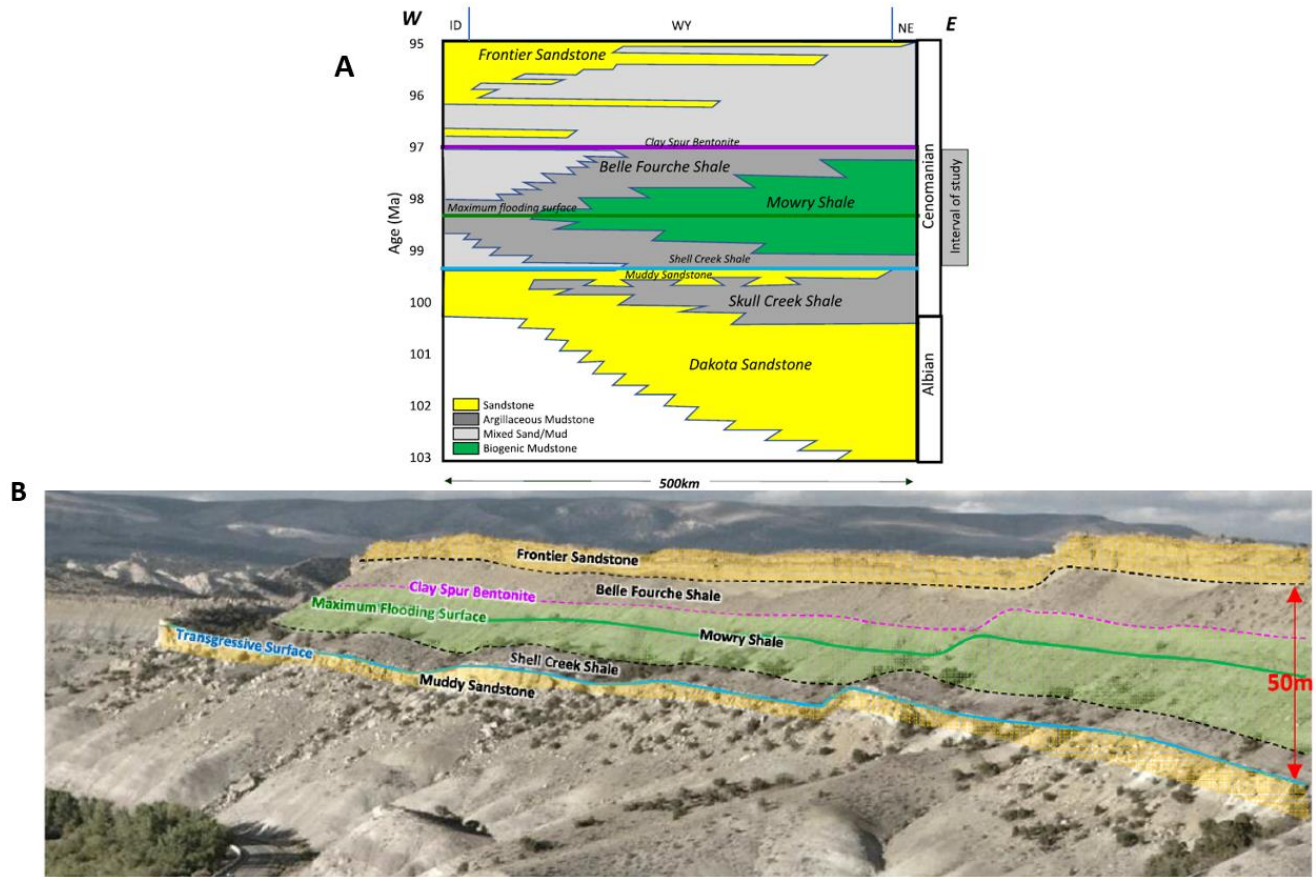 W
ID
WY
NE
E
A
95
Frontier Sandstone
96
97
Clay Spur Bentonite
Belle Fourche Shale
98
Mowry Shale
Maximum flooding surface
Age (Ma)
99
Shell Creek Shale
Muddy Sandstone
100
Skull Creek Shale
101
Dakota Sandstone
102
103
Cenomanian
Albian
Interval of study
Sandstone
Argillaceous Mudstone
Mixed Sand/Mud
Biogenic Mudstone
500km
B
Frontier Sandstone
Clay Spur Bentonite
Belle Fourche Shale
Maximum Flooding Surface
Mowry Shale
Transgressive Surface
Shell Creek Shale
Muddy Sandstone
50m